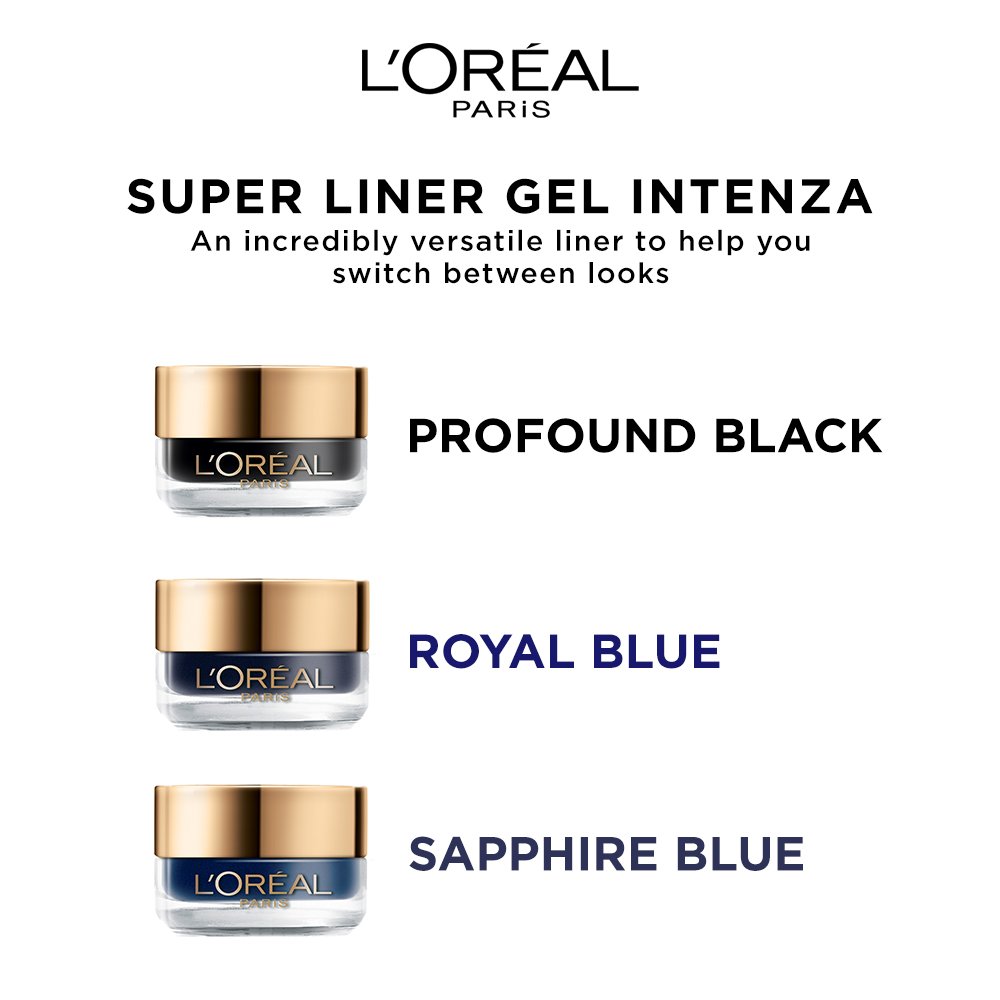 L'ORÉAL
PARiS
SUPER LINER GEL INTENZA
An incredibly versatile liner to help you
switch between looks
L'ORÉAL
PARiS
PROFOUND BLACK
L'ORÉAL
PARiS
ROYAL BLUE
L'ORÉAL
PARiS
SAPPHIRE BLUE